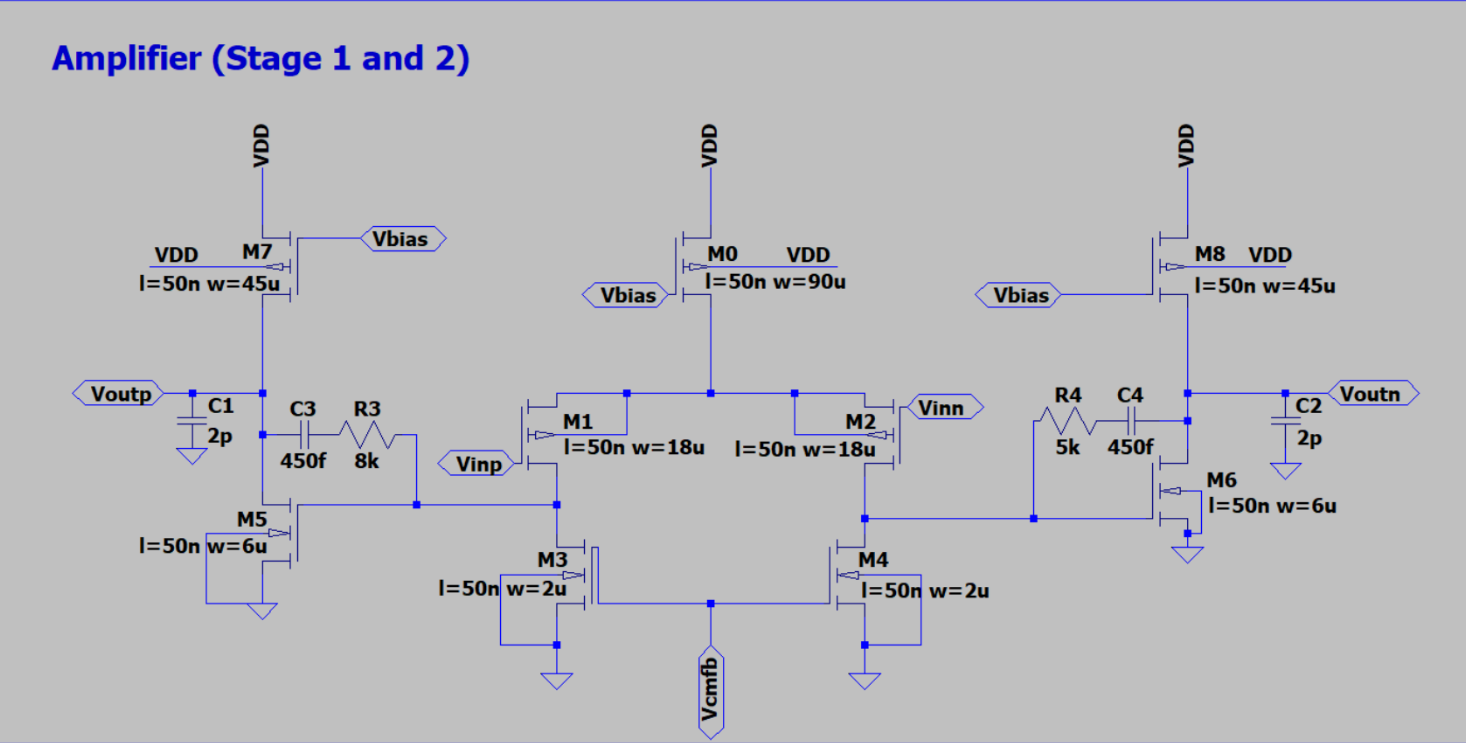 Amplifier (Stage 1 and 2)
VDD
VDD
VDD
Vbias
VDD
M7
l=50n w=45u
M0
VDD
l=50n w=90u
Vbias
M8
VDD
l=50n w=45u
Vbias
Voutp
C1
2p
C3
450f
R3
8k
M1
l=50n w=18u
Vinp
M2
l=50n w=18u
Vinn
R4
5k
C4
450f
Voutn
C2
2p
M5
l=50n w=6u
M6
l=50n w=6u
M3
l=50n w=2u
M4
l=50n w=2u
Vcmfb